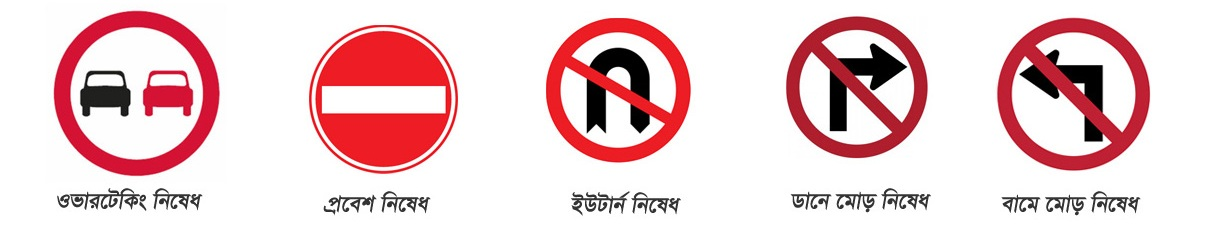 ওভারটেকিং নিষেধ
প্রবেশ নিষেধ
ইউটার্ন নিষেধ
ডানে মোড় নিষেধ
বামে মোড় নিষেধ